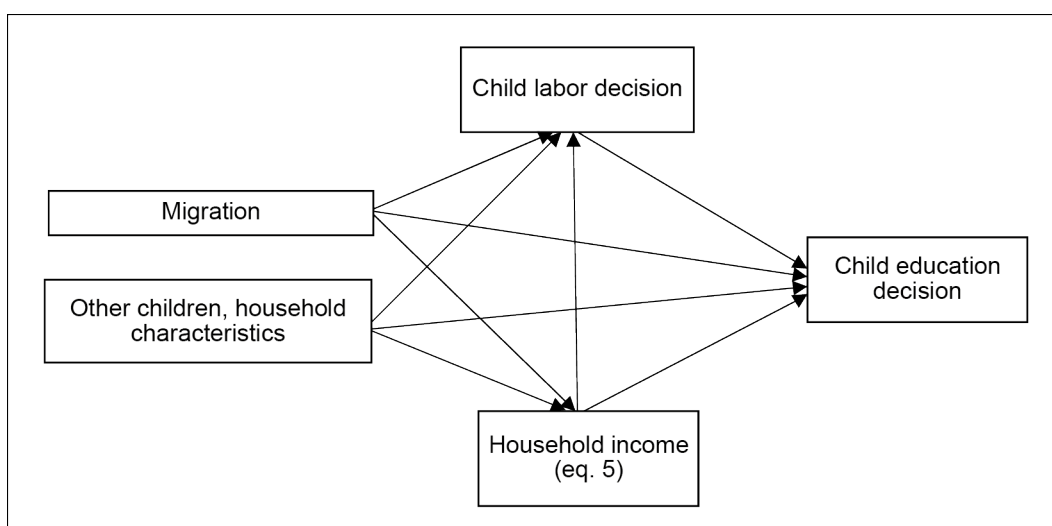 Child labor decision
Migration
Other children, household
characteristics
Child education
decision
Household income
(eq. 5)